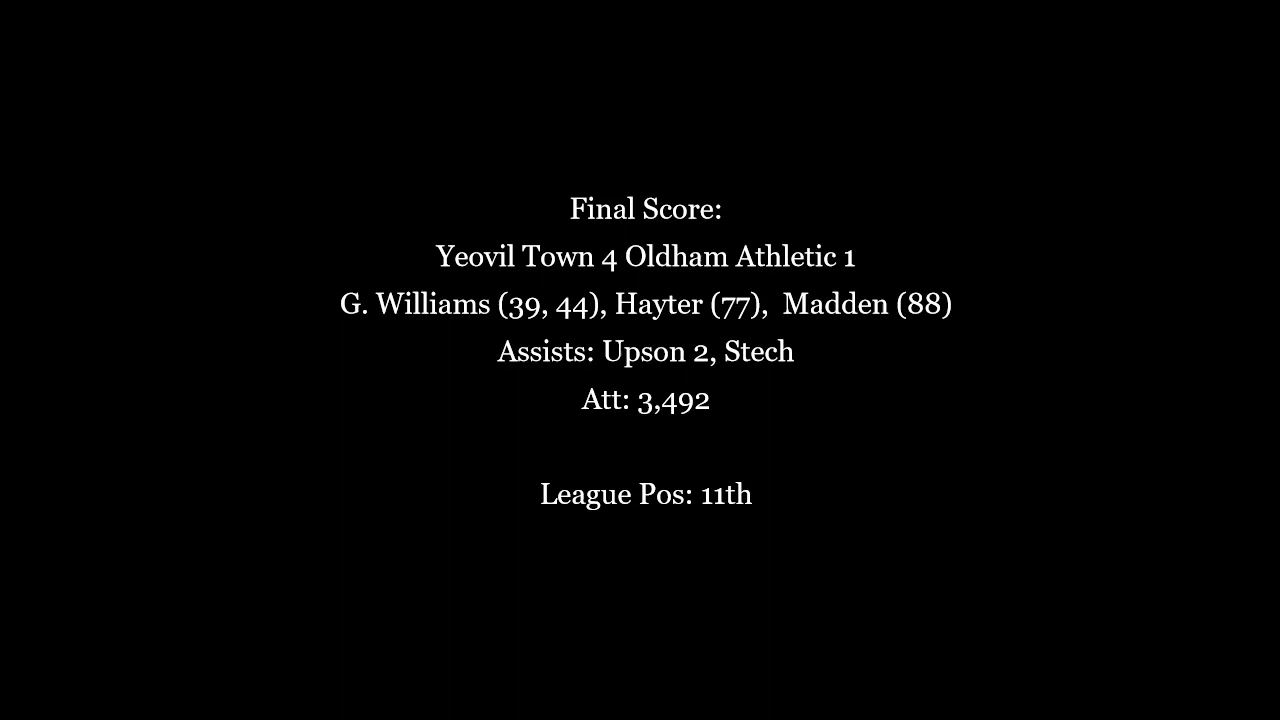 Final Score:
Yeovil Town 4 Oldham Athletic 1
G. Williams (39, 44), Hayter (77),  Madden (88)
Assists: Upson 2, Stech
Att: 3,492
League Pos: 11th